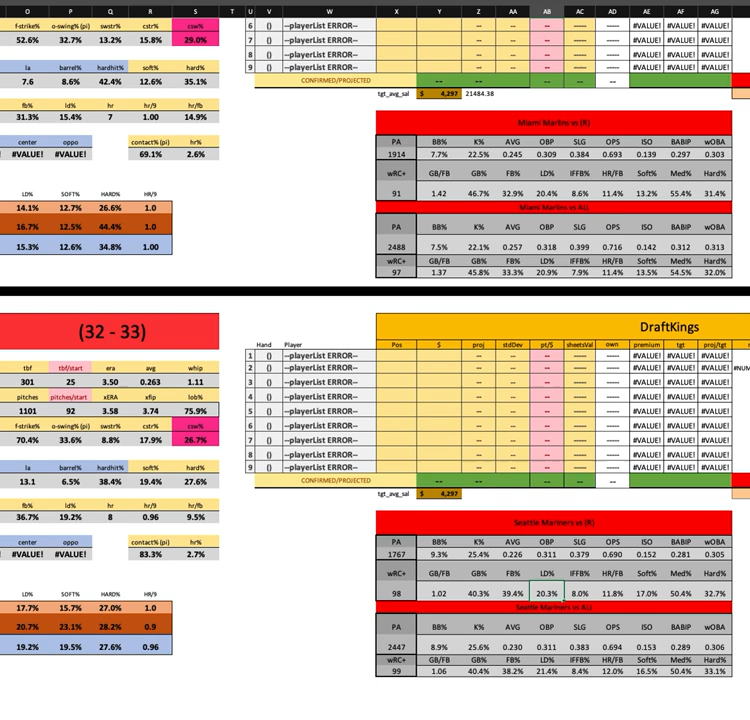 O P Q R S T U V W X Y Z AA AB AC AD AE AF AG
f-strike% o-swing% (pi) swstr% cstr% csw% 6 () --playerList ERROR-- -- -- -- ----- ----- #VALUE! #VALUE! #VALUE!
52.6% 32.7% 13.2% 15.8% 29.0% 7 () --playerList ERROR-- -- -- -- ----- ----- #VALUE! #VALUE! #VALUE!
8 () --playerList ERROR-- -- -- -- ----- ----- #VALUE! #VALUE! #VALUE!
la barrel% hardhit% soft% hard% 9 () --playerList ERROR-- -- -- -- ----- ----- #VALUE! #VALUE! #VALUE!
7.6 8.6% 42.4% 12.6% 35.1% CONFIRMED/PROJECTED -- -- -- -- --
tgt_avg_sal $ 4,297 21484.38
fb% ld% hr hr/9 hr/fb
31.3% 15.4% 7 1.00 14.9% Miami Marlins vs (R)
center oppo contact% (pi) hr% PA BB% K% AVG OBP SLG OPS ISO BABIP wOBA
#VALUE! #VALUE! 69.1% 2.6% 1914 7.7% 22.5% 0.245 0.309 0.384 0.693 0.139 0.297 0.303
wRC+ GB/FB GB% FB% LD% IFFB% HR/FB Soft% Med% Hard%
LD% SOFT% HARD% HR/9 91 1.42 46.7% 32.9% 20.4% 8.6% 11.4% 13.2% 55.4% 31.4%
14.1% 12.7% 26.6% 1.0 Miami Marlins vs ALL
16.7% 12.5% 44.4% 1.0 PA BB% K% AVG OBP SLG OPS ISO BABIP wOBA
15.3% 12.6% 34.8% 1.00 2488 7.5% 22.1% 0.257 0.318 0.399 0.716 0.142 0.312 0.313
wRC+ GB/FB GB% FB% LD% IFFB% HR/FB Soft% Med% Hard%
97 1.37 45.8% 33.3% 20.9% 7.9% 11.4% 13.5% 54.5% 32.0%
(32 - 33) DraftKings
Hand Player Pos $ proj stdDev pt/$ sheetsVal own premium tgt proj/tgt
1 () --playerList ERROR-- -- -- -- ----- ----- #VALUE! #VALUE! #VALUE!
tbf tbf/start era avg whip 2 () --playerList ERROR-- -- -- -- ----- ----- #VALUE! #VALUE! #VALUE! #NUM
301 25 3.50 0.263 1.11 3 () --playerList ERROR-- -- -- -- ----- ----- #VALUE! #VALUE! #VALUE!
pitches pitches/start xERA xfip lob% 4 () --playerList ERROR-- -- -- -- ----- ----- #VALUE! #VALUE! #VALUE!
1101 92 3.58 3.74 75.9% 5 () --playerList ERROR-- -- -- -- ----- ----- #VALUE! #VALUE! #VALUE!
f-strike% o-swing% (pi) swstr% cstr% csw% 6 () --playerList ERROR-- -- -- -- ----- ----- #VALUE! #VALUE! #VALUE!
70.4% 33.6% 8.8% 17.9% 26.7% 7 () --playerList ERROR-- -- -- -- ----- ----- #VALUE! #VALUE! #VALUE!
8 () --playerList ERROR-- -- -- -- ----- ----- #VALUE! #VALUE! #VALUE!
la barrel% hardhit% soft% hard% 9 () --playerList ERROR-- -- -- -- ----- ----- #VALUE! #VALUE! #VALUE!
13.1 6.5% 38.4% 19.4% 27.6% CONFIRMED/PROJECTED -- -- -- -- --
tgt_avg_sal $ 4,297
fb% ld% hr hr/9 hr/fb
36.7% 19.2% 8 0.96 9.5% Seattle Mariners vs (R)
center oppo contact% (pi) hr% PA BB% K% AVG OBP SLG OPS ISO BABIP wOBA
#VALUE! #VALUE! 83.3% 2.7% 1767 9.3% 25.4% 0.226 0.311 0.379 0.690 0.152 0.281 0.305
wRC+ GB/FB GB% FB% LD% IFFB% HR/FB Soft% Med% Hard%
LD% SOFT% HARD% HR/9 98 1.02 40.3% 39.4% 20.3% 8.0% 11.8% 17.0% 50.4% 32.7%
17.7% 15.7% 27.0% 1.0 Seattle Mariners vs ALL
20.7% 23.1% 28.2% 0.9 PA BB% K% AVG OBP SLG OPS ISO BABIP wOBA
19.2% 19.5% 27.6% 0.96 2447 8.9% 25.6% 0.230 0.311 0.383 0.694 0.153 0.289 0.306
wRC+ GB/FB GB% FB% LD% IFFB% HR/FB Soft% Med% Hard%
99 1.06 40.4% 38.2% 21.4% 8.4% 12.0% 16.5% 50.4% 33.1%